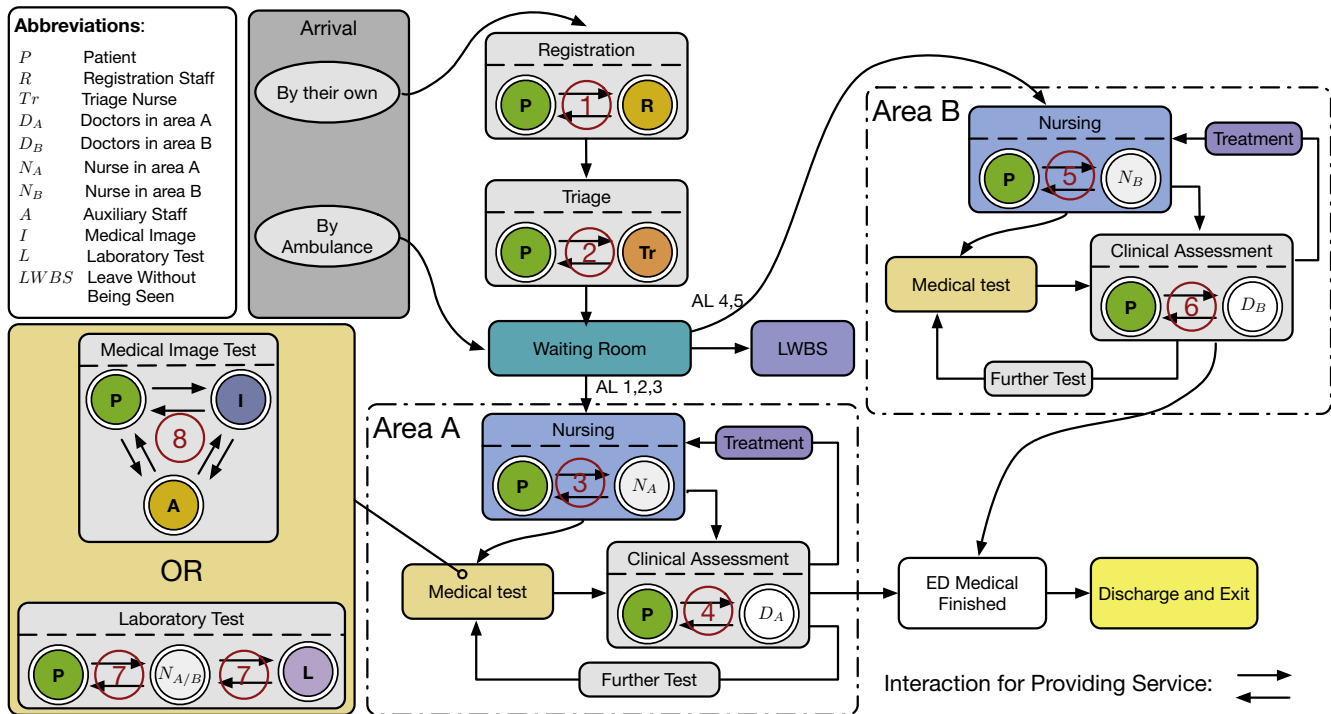 Abbreviations:
P Patient
R Registration Staff
Tr Triage Nurse
D_A Doctors in area A
D_B Doctors in area B
N_A Nurse in area A
N_B Nurse in area B
A Auxiliary Staff
I Medical Image
L Laboratory Test
LWBS Leave Without
Being Seen
Arrival
By their own
By
Ambulance
Registration
P 1 R
Triage
P 2 Tr
Waiting Room
LWBS
AL 4,5
AL 1,2,3
Area B
Nursing
P 5 N_B
Treatment
Clinical Assessment
P 6 D_B
Medical test
Further Test
Area A
Nursing
P 3 N_A
Treatment
Clinical Assessment
P 4 D_A
Medical test
Further Test
Medical Image Test
P I
8
A
OR
Laboratory Test
P 7 N_A/B 7 L
ED Medical
Finished
Discharge and Exit
Interaction for Providing Service: